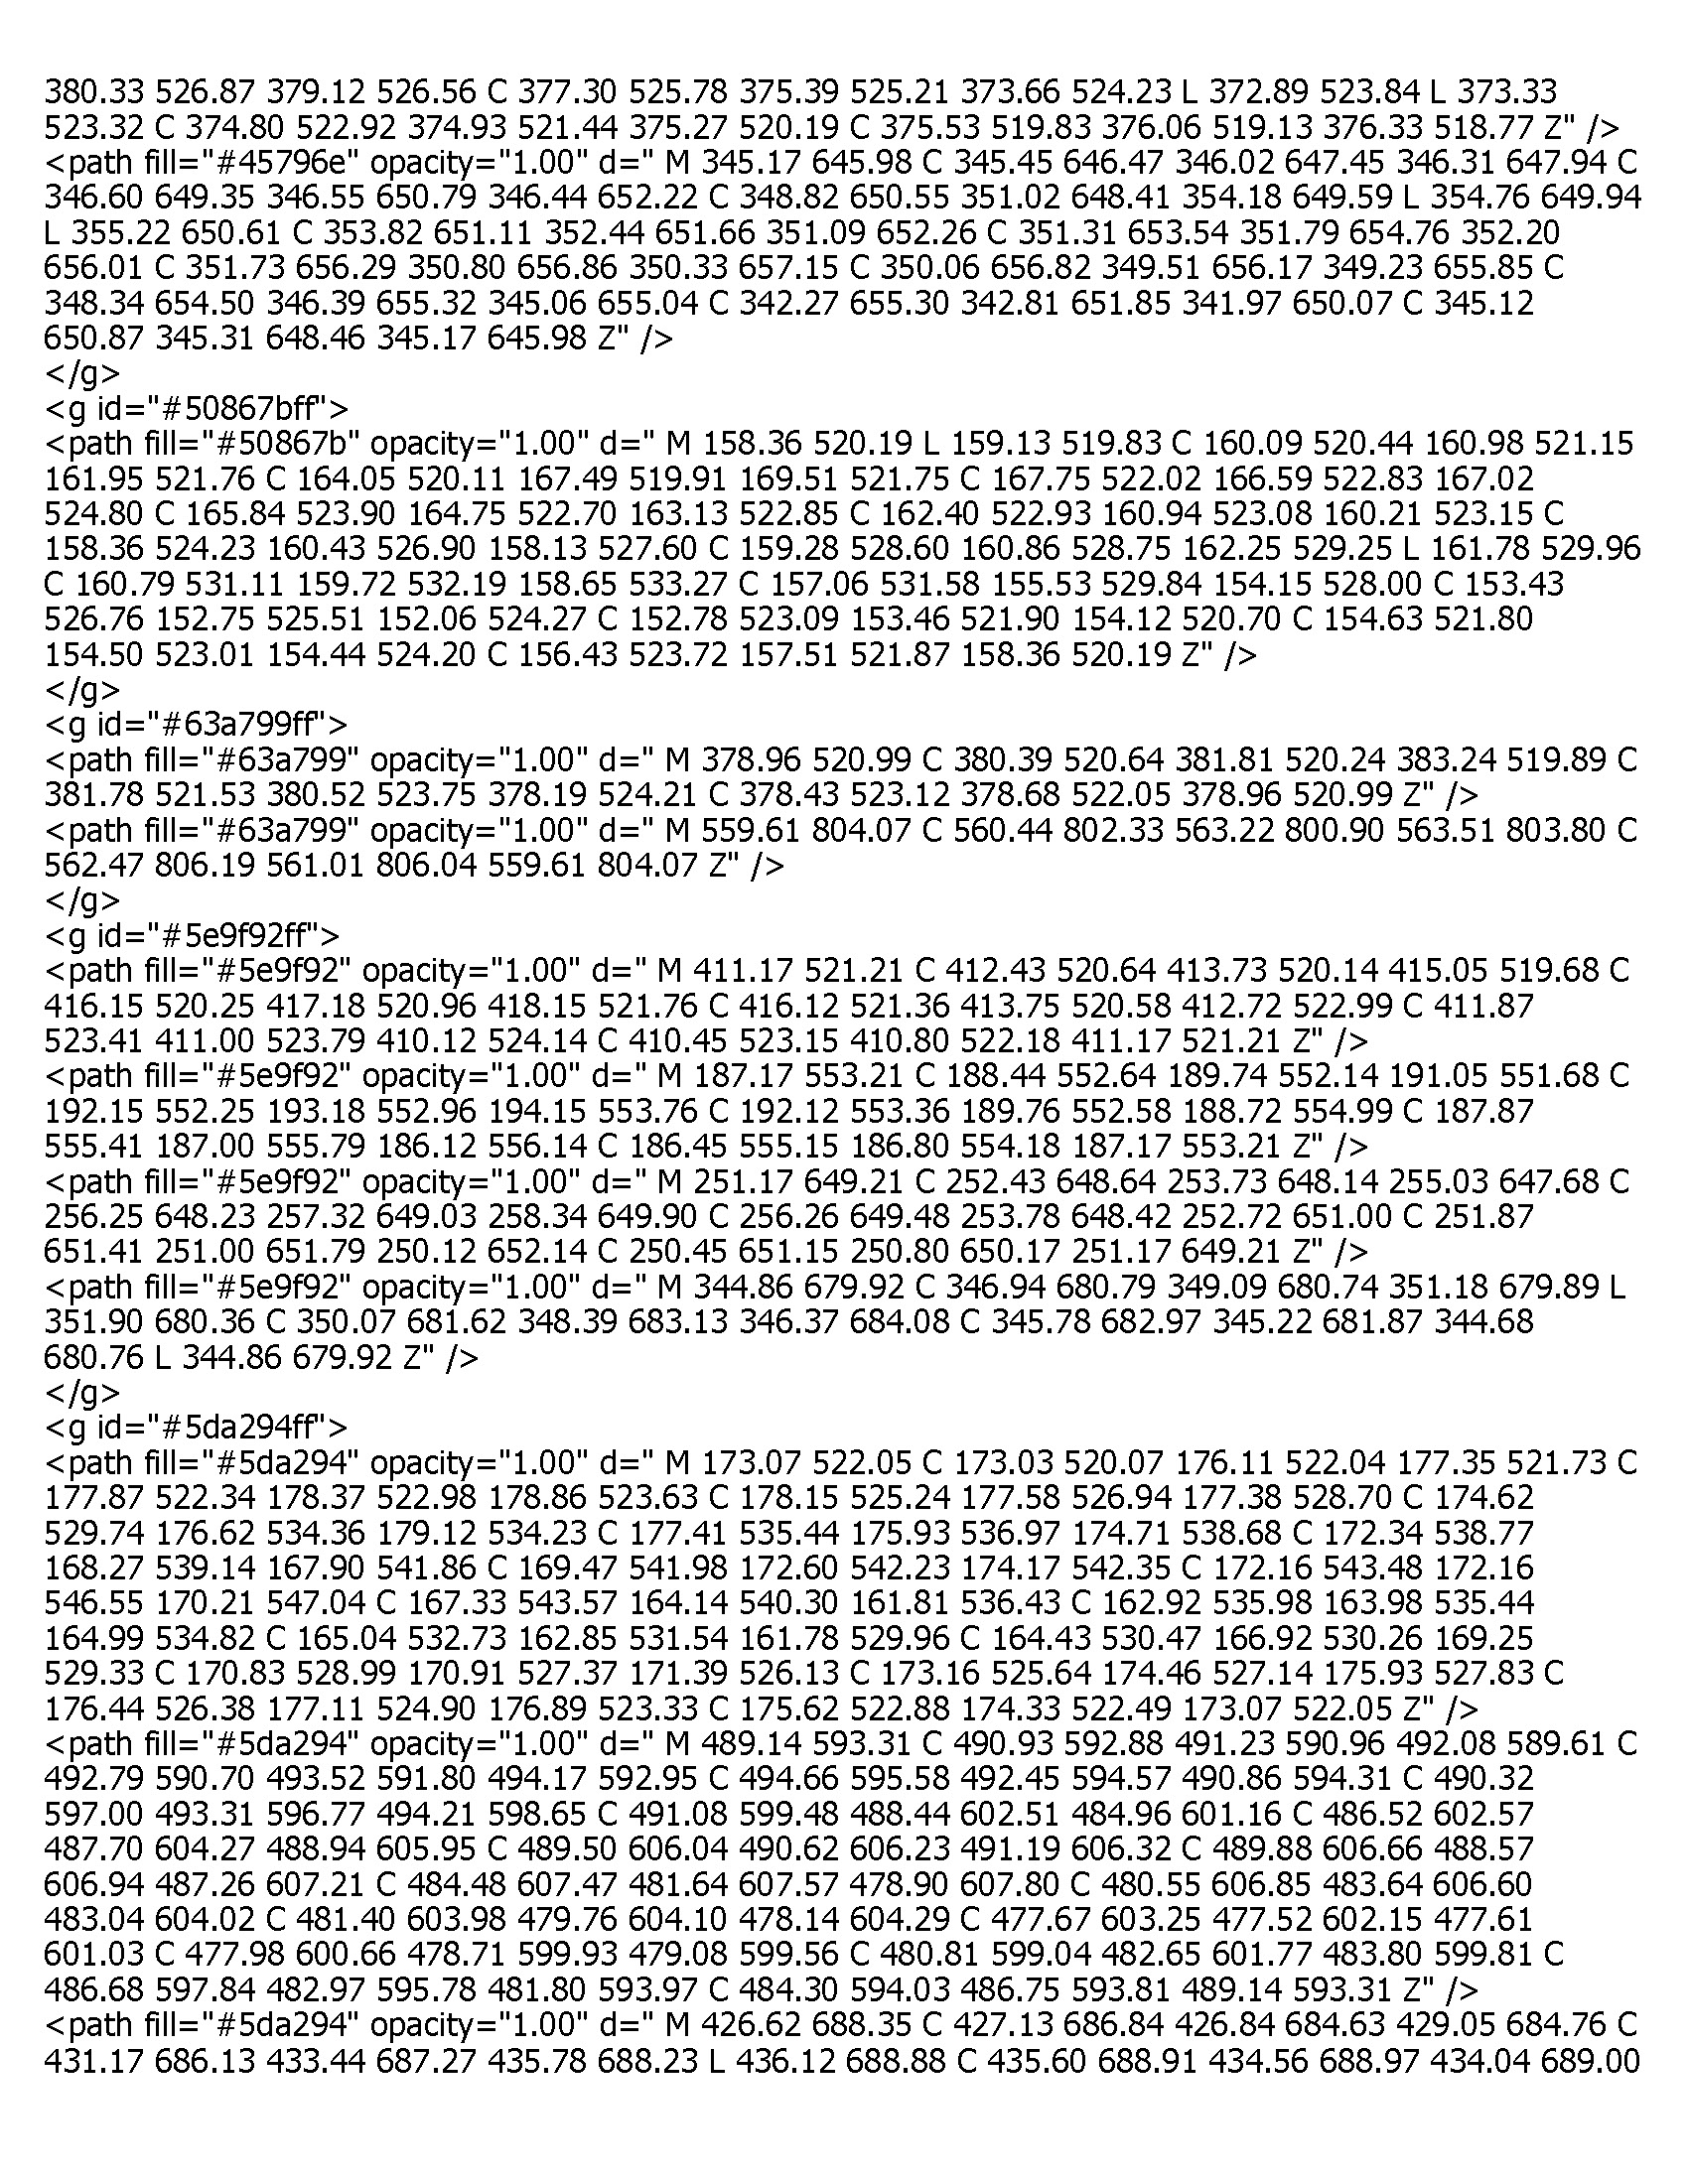 380.33 526.87 379.12 526.56 C 377.30 525.78 375.39 525.21 373.66 524.23 L 372.89 523.84 L 373.33
523.32 C 374.80 522.92 374.93 521.44 375.27 520.19 C 375.53 519.83 376.06 519.13 376.33 518.77 Z" />
<path fill="#45796e" opacity="1.00" d=" M 345.17 645.98 C 345.45 646.47 346.02 647.45 346.31 647.94 C
346.60 649.35 346.55 650.79 346.44 652.22 C 348.82 650.55 351.02 648.41 354.18 649.59 L 354.76 649.94
L 355.22 650.61 C 353.82 651.11 352.44 651.66 351.09 652.26 C 351.31 653.54 351.79 654.76 352.20
656.01 C 351.73 656.29 350.80 656.86 350.33 657.15 C 350.06 656.82 349.51 656.17 349.23 655.85 C
348.34 654.50 346.39 655.32 345.06 655.04 C 342.27 655.30 342.81 651.85 341.97 650.07 C 345.12
650.87 345.31 648.46 345.17 645.98 Z" />
</g>
<g id="#50867bff">
<path fill="#50867b" opacity="1.00" d=" M 158.36 520.19 L 159.13 519.83 C 160.09 520.44 160.98 521.15
161.95 521.76 C 164.05 520.11 167.49 519.91 169.51 521.75 C 167.75 522.02 166.59 522.83 167.02
524.80 C 165.84 523.90 164.75 522.70 163.13 522.85 C 162.40 522.93 160.94 523.08 160.21 523.15 C
158.36 524.23 160.43 526.90 158.13 527.60 C 159.28 528.60 160.86 528.75 162.25 529.25 L 161.78 529.96
C 160.79 531.11 159.72 532.19 158.65 533.27 C 157.06 531.58 155.53 529.84 154.15 528.00 C 153.43
526.76 152.75 525.51 152.06 524.27 C 152.78 523.09 153.46 521.90 154.12 520.70 C 154.63 521.80
154.50 523.01 154.44 524.20 C 156.43 523.72 157.51 521.87 158.36 520.19 Z" />
</g>
<g id="#63a799ff">
<path fill="#63a799" opacity="1.00" d=" M 378.96 520.99 C 380.39 520.64 381.81 520.24 383.24 519.89 C
381.78 521.53 380.52 523.75 378.19 524.21 C 378.43 523.12 378.68 522.05 378.96 520.99 Z" />
<path fill="#63a799" opacity="1.00" d=" M 559.61 804.07 C 560.44 802.33 563.22 800.90 563.51 803.80 C
562.47 806.19 561.01 806.04 559.61 804.07 Z" />
</g>
<g id="#5e9f92ff">
<path fill="#5e9f92" opacity="1.00" d=" M 411.17 521.21 C 412.43 520.64 413.73 520.14 415.05 519.68 C
416.15 520.25 417.18 520.96 418.15 521.76 C 416.12 521.36 413.75 520.58 412.72 522.99 C 411.87
523.41 411.00 523.79 410.12 524.14 C 410.45 523.15 410.80 522.18 411.17 521.21 Z" />
<path fill="#5e9f92" opacity="1.00" d=" M 187.17 553.21 C 188.44 552.64 189.74 552.14 191.05 551.68 C
192.15 552.25 193.18 552.96 194.15 553.76 C 192.12 553.36 189.76 552.58 188.72 554.99 C 187.87
555.41 187.00 555.79 186.12 556.14 C 186.45 555.15 186.80 554.18 187.17 553.21 Z" />
<path fill="#5e9f92" opacity="1.00" d=" M 251.17 649.21 C 252.43 648.64 253.73 648.14 255.03 647.68 C
256.25 648.23 257.32 649.03 258.34 649.90 C 256.26 649.48 253.78 648.42 252.72 651.00 C 251.87
651.41 251.00 651.79 250.12 652.14 C 250.45 651.15 250.80 650.17 251.17 649.21 Z" />
<path fill="#5e9f92" opacity="1.00" d=" M 344.86 679.92 C 346.94 680.79 349.09 680.74 351.18 679.89 L
351.90 680.36 C 350.07 681.62 348.39 683.13 346.37 684.08 C 345.78 682.97 345.22 681.87 344.68
680.76 L 344.86 679.92 Z" />
</g>
<g id="#5da294ff">
<path fill="#5da294" opacity="1.00" d=" M 173.07 522.05 C 173.03 520.07 176.11 522.04 177.35 521.73 C
177.87 522.34 178.37 522.98 178.86 523.63 C 178.15 525.24 177.58 526.94 177.38 528.70 C 174.62
529.74 176.62 534.36 179.12 534.23 C 177.41 535.44 175.93 536.97 174.71 538.68 C 172.34 538.77
168.27 539.14 167.90 541.86 C 169.47 541.98 172.60 542.23 174.17 542.35 C 172.16 543.48 172.16
546.55 170.21 547.04 C 167.33 543.57 164.14 540.30 161.81 536.43 C 162.92 535.98 163.98 535.44
164.99 534.82 C 165.04 532.73 162.85 531.54 161.78 529.96 C 164.43 530.47 166.92 530.26 169.25
529.33 C 170.83 528.99 170.91 527.37 171.39 526.13 C 173.16 525.64 174.46 527.14 175.93 527.83 C
176.44 526.38 177.11 524.90 176.89 523.33 C 175.62 522.88 174.33 522.49 173.07 522.05 Z" />
<path fill="#5da294" opacity="1.00" d=" M 489.14 593.31 C 490.93 592.88 491.23 590.96 492.08 589.61 C
492.79 590.70 493.52 591.80 494.17 592.95 C 494.66 595.58 492.45 594.57 490.86 594.31 C 490.32
597.00 493.31 596.77 494.21 598.65 C 491.08 599.48 488.44 602.51 484.96 601.16 C 486.52 602.57
487.70 604.27 488.94 605.95 C 489.50 606.04 490.62 606.23 491.19 606.32 C 489.88 606.66 488.57
606.94 487.26 607.21 C 484.48 607.47 481.64 607.57 478.90 607.80 C 480.55 606.85 483.64 606.60
483.04 604.02 C 481.40 603.98 479.76 604.10 478.14 604.29 C 477.67 603.25 477.52 602.15 477.61
601.03 C 477.98 600.66 478.71 599.93 479.08 599.56 C 480.81 599.04 482.65 601.77 483.80 599.81 C
486.68 597.84 482.97 595.78 481.80 593.97 C 484.30 594.03 486.75 593.81 489.14 593.31 Z" />
<path fill="#5da294" opacity="1.00" d=" M 426.62 688.35 C 427.13 686.84 426.84 684.63 429.05 684.76 C
431.17 686.13 433.44 687.27 435.78 688.23 L 436.12 688.88 C 435.60 688.91 434.56 688.97 434.04 689.00